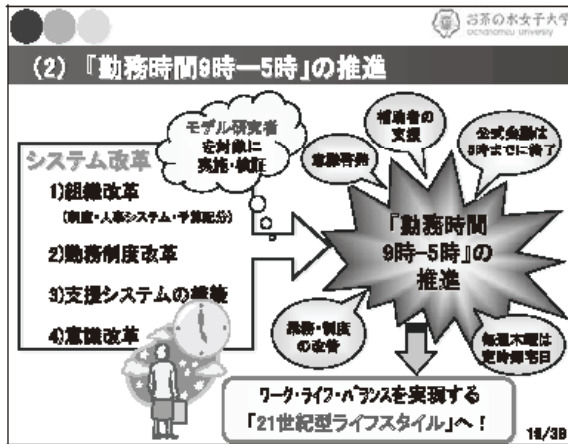 お茶の水女子大学
Ochanomizu University
(2) 『勤務時間9時ー5時』の推進
モデル研究者
を対象に
実施・検証
補助者の
支援
公式会議は
5時までに終了
意識啓発
システム改革
1)組織改革
(制度・人事システム・予算配分)
2)勤務制度改革
3)支援システムの構築
4)意識改革
『勤務時間
9時ー5時』の
推進
業務・制度
の改善
毎週木曜は
定時帰宅日
ワーク・ライフ・バランスを実現する
「21世紀型ライフスタイル」へ！
16/38